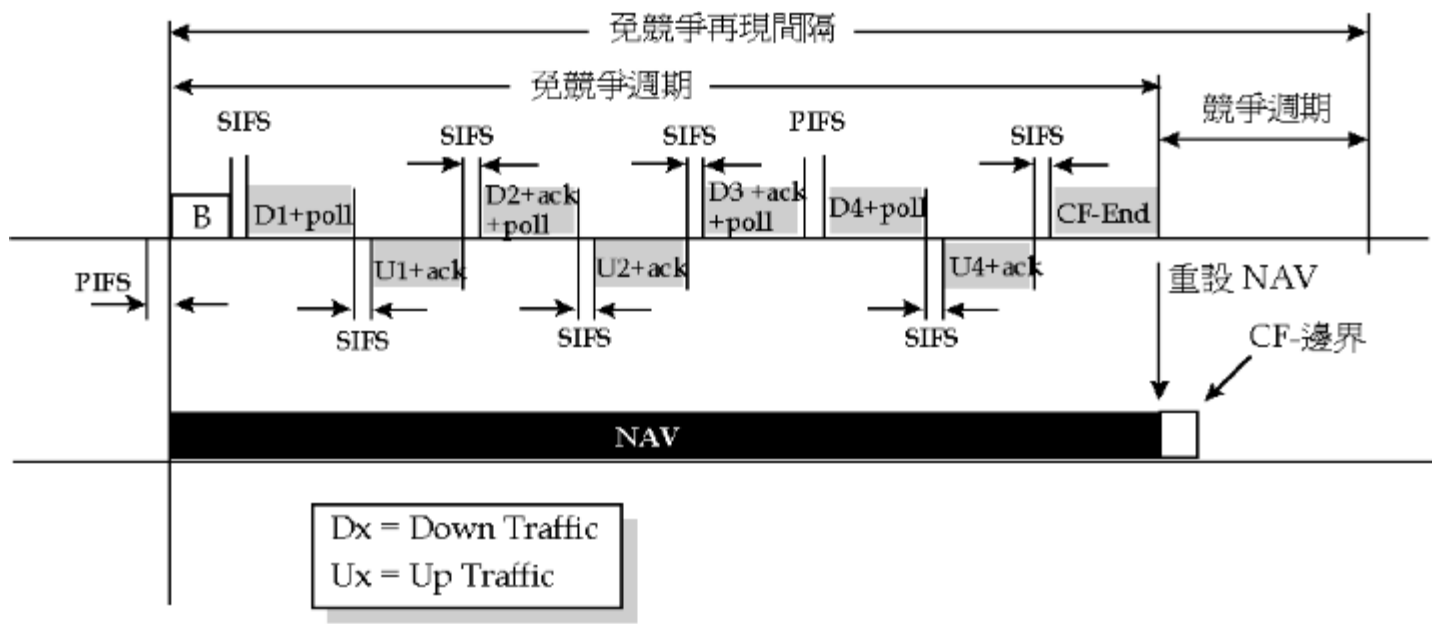 免競爭再現間隔
免競爭週期
競爭週期
SIFS
SIFS
SIFS
PIFS
SIFS
B
D1+poll
D2+ack
+poll
D3 +ack
+poll
D4+poll
CF-End
PIFS
U1+ack
U2+ack
U4+ack
重設 NAV
SIFS
SIFS
SIFS
CF-邊界
NAV
Dx = Down Traffic
Ux = Up Traffic